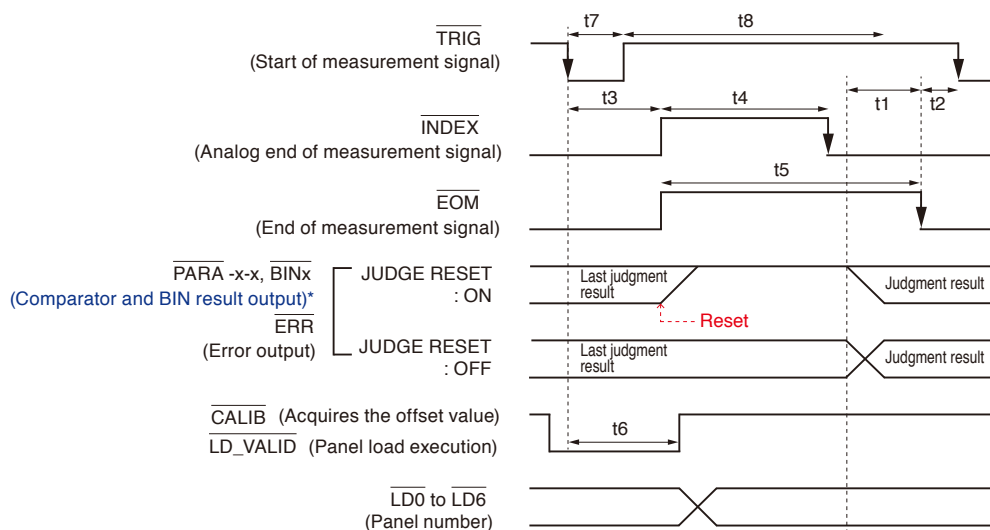 t7
t8
TRIG
(Start of measurement signal)
t3
t4
t1
t2
INDEX
(Analog end of measurement signal)
t5
EOM
(End of measurement signal)
PARA -x-x, BINx
(Comparator and BIN result output)*
ERR
(Error output)
JUDGE RESET
: ON
Last judgment
result
Judgment result
Reset
JUDGE RESET
: OFF
Last judgment
result
Judgment result
CALIB (Acquires the offset value)
LD_VALID (Panel load execution)
t6
LD0 to LD6
(Panel number)